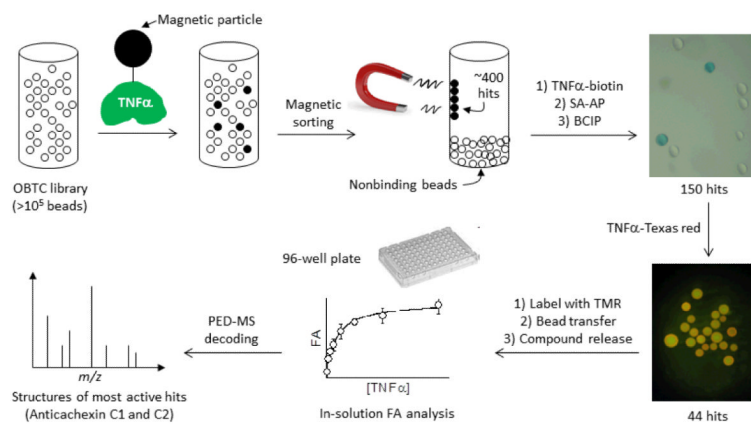 Magnetic particle
TNFα
OBTC library
(>10⁵ beads)
Magnetic
sorting
~400
hits
Nonbinding beads
1) TNFα-biotin
2) SA-AP
3) BCIP
150 hits
TNFα-Texas red
44 hits
1) Label with TMR
2) Bead transfer
3) Compound release
96-well plate
FA
[TNFα]
In-solution FA analysis
PED-MS
decoding
m/z
Structures of most active hits
(Anticachexin C1 and C2)